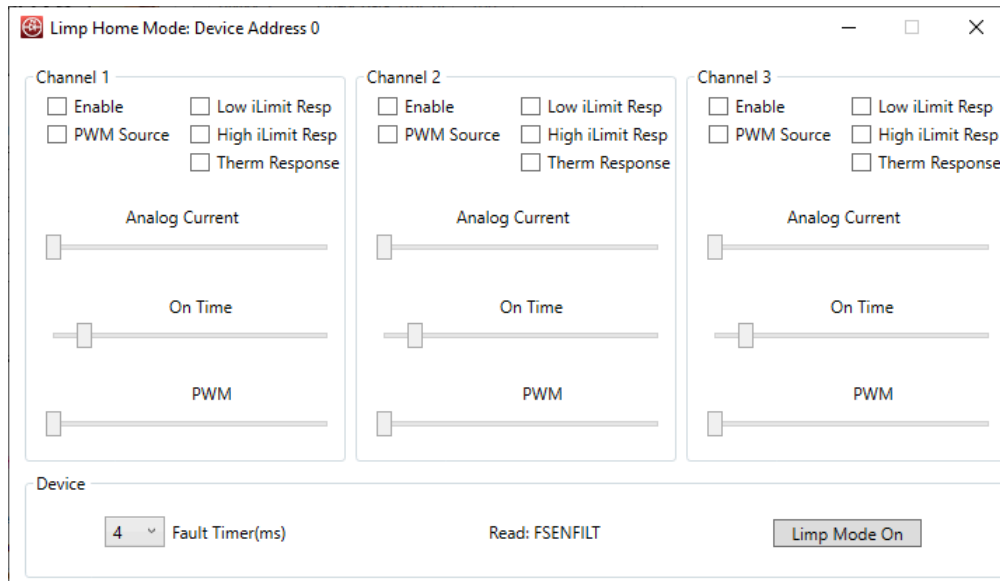 Limp Home Mode: Device Address 0
Channel 1
Enable
Low iLimit Resp
PWM Source
High iLimit Resp
Therm Response
Analog Current
On Time
PWM
Channel 2
Enable
Low iLimit Resp
PWM Source
High iLimit Resp
Therm Response
Analog Current
On Time
PWM
Channel 3
Enable
Low iLimit Resp
PWM Source
High iLimit Resp
Therm Response
Analog Current
On Time
PWM
Device
4 Fault Timer(ms)
Read: FSENFILT
Limp Mode On